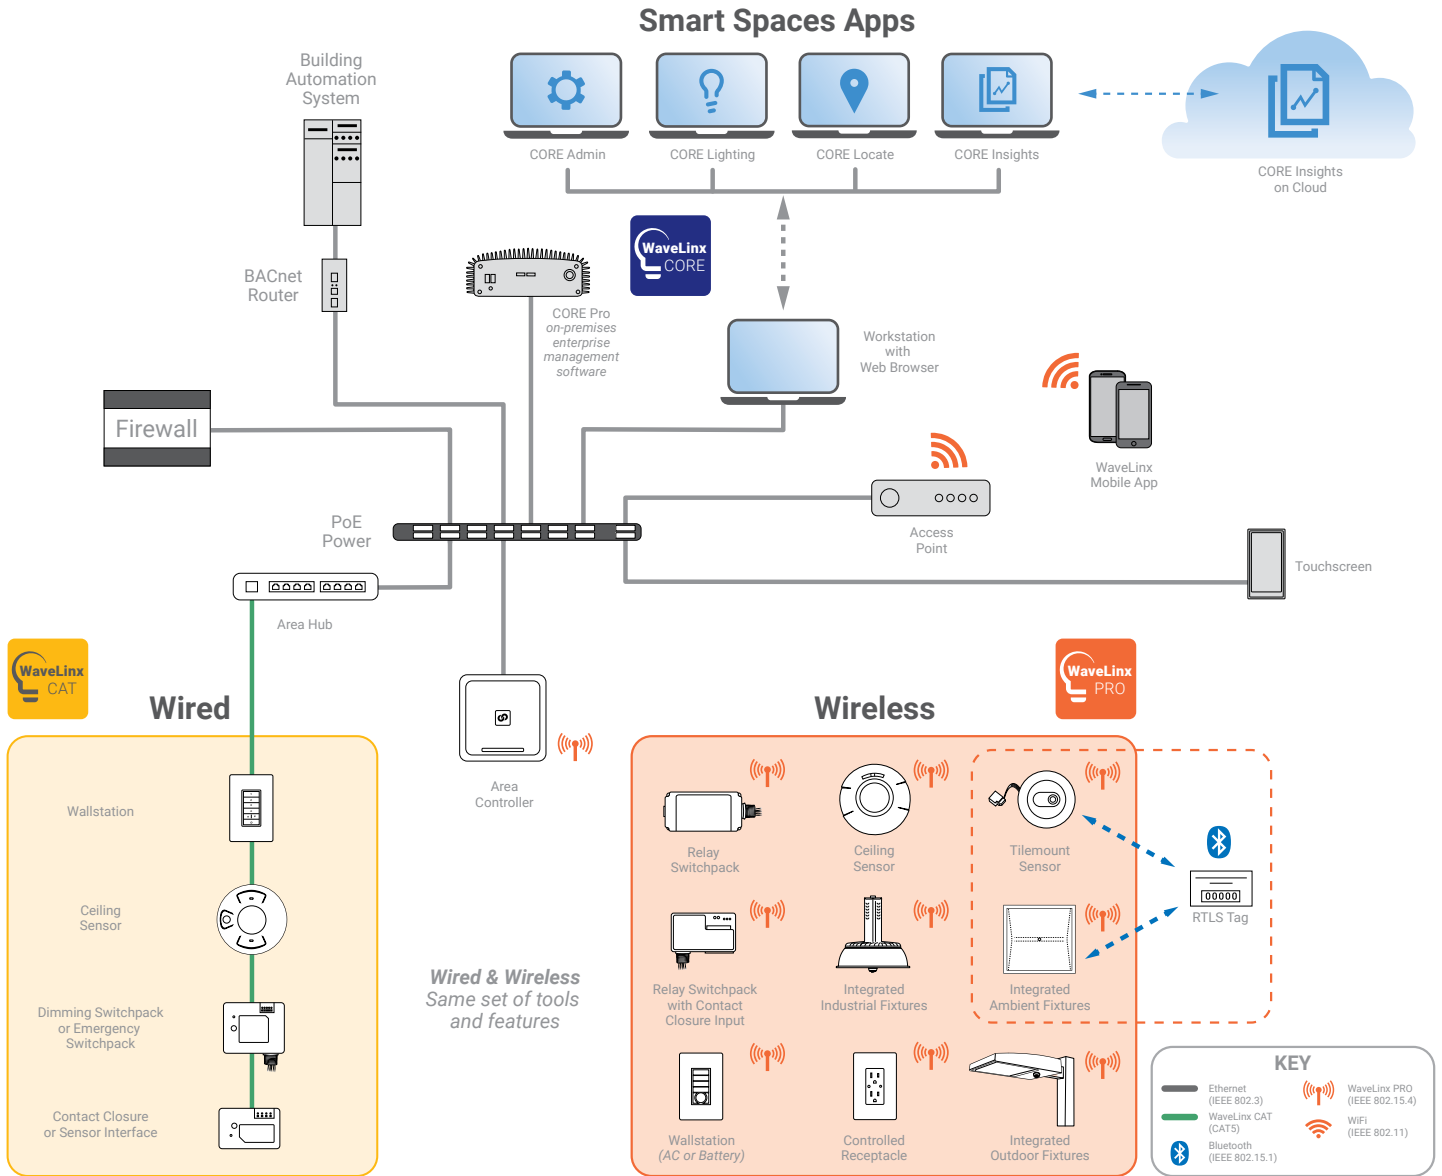 Smart Spaces Apps
Building
Automation
System
CORE Admin
CORE Lighting
CORE Locate
CORE Insights
CORE Insights
on Cloud
WaveLinx
CORE
BACnet
Router
CORE Pro
on-premises
enterprise
management
software
Workstation
with
Web Browser
Firewall
WaveLinx
Mobile App
PoE
Power
Access
Point
Touchscreen
Area Hub
WaveLinx
CAT
Wired
WaveLinx
PRO
Wireless
Area
Controller
Wallstation
Ceiling
Sensor
Dimming Switchpack
or Emergency
Switchpack
Contact Closure
or Sensor Interface
Wired & Wireless
Same set of tools
and features
Relay
Switchpack
Ceiling
Sensor
Tilemount
Sensor
00000
RTLS Tag
Relay Switchpack
with Contact
Closure Input
Integrated
Industrial Fixtures
Integrated
Ambient Fixtures
Wallstation
(AC or Battery)
Controlled
Receptacle
Integrated
Outdoor Fixtures
KEY
Ethernet
(IEEE 802.3)
WaveLinx CAT
(CAT5)
Bluetooth
(IEEE 802.15.1)
WaveLinx PRO
(IEEE 802.15.4)
WiFi
(IEEE 802.11)